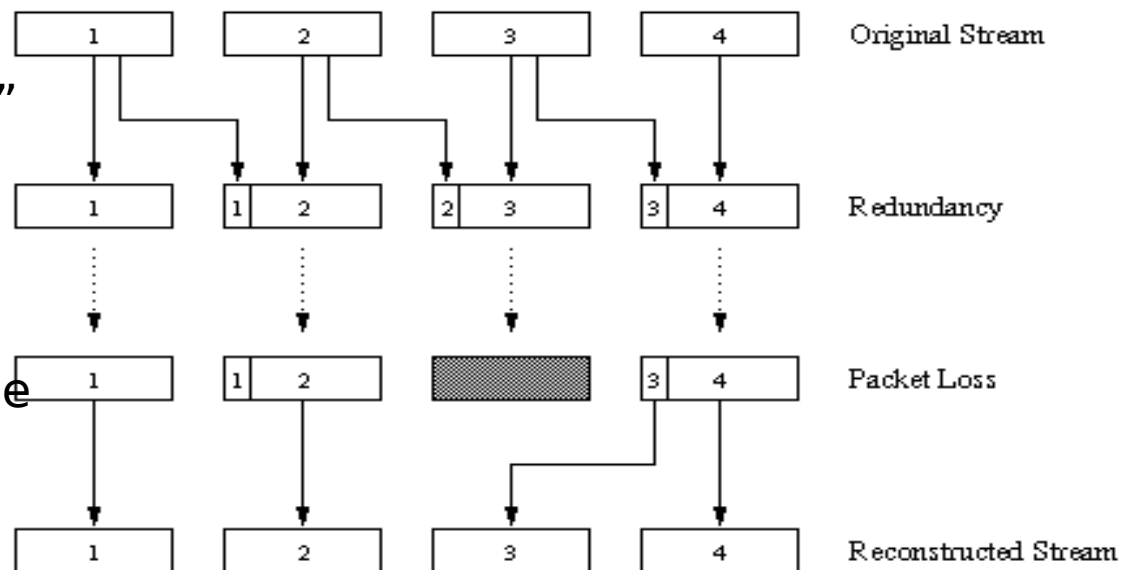 1 2 3 4 Original Stream
”
1 1 2 2 3 3 4 Redundancy
e
1 1 2 3 4 Packet Loss
1 2 3 4 Reconstructed Stream